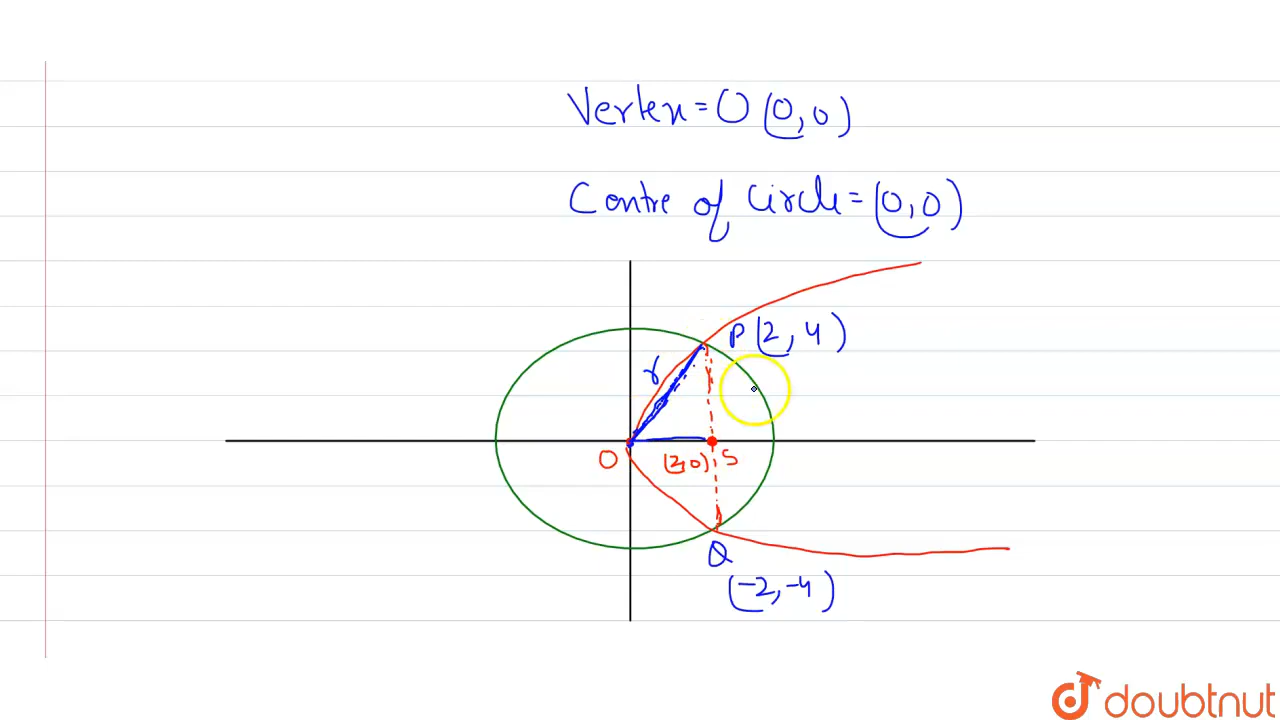 Vertex = O (0,0)
Centre of Circle = (0,0)
P(2,4)
r
O
(2,0) S
Q
(-2,-4)
doubtnut